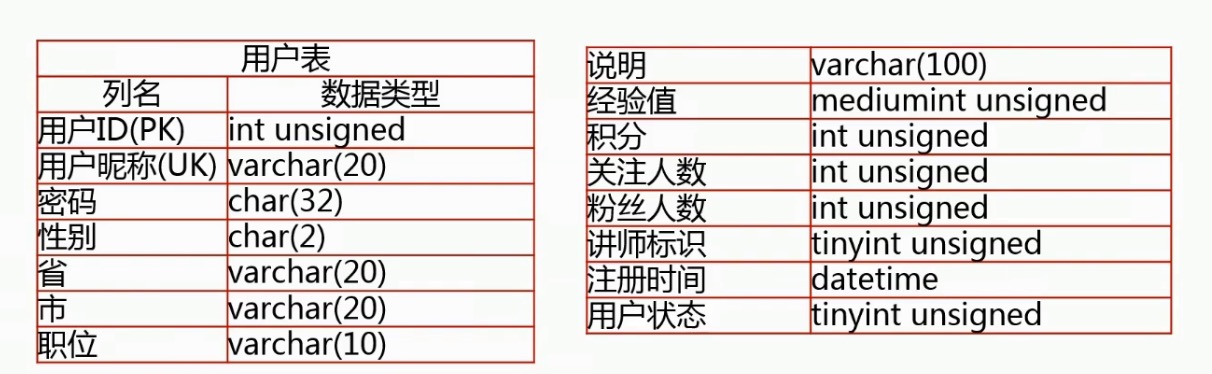 用户表
列名 数据类型
用户ID(PK) int unsigned
用户昵称(UK) varchar(20)
密码 char(32)
性别 char(2)
省 varchar(20)
市 varchar(20)
职位 varchar(10)
说明 varchar(100)
经验值 mediumint unsigned
积分 int unsigned
关注人数 int unsigned
粉丝人数 int unsigned
讲师标识 tinyint unsigned
注册时间 datetime
用户状态 tinyint unsigned